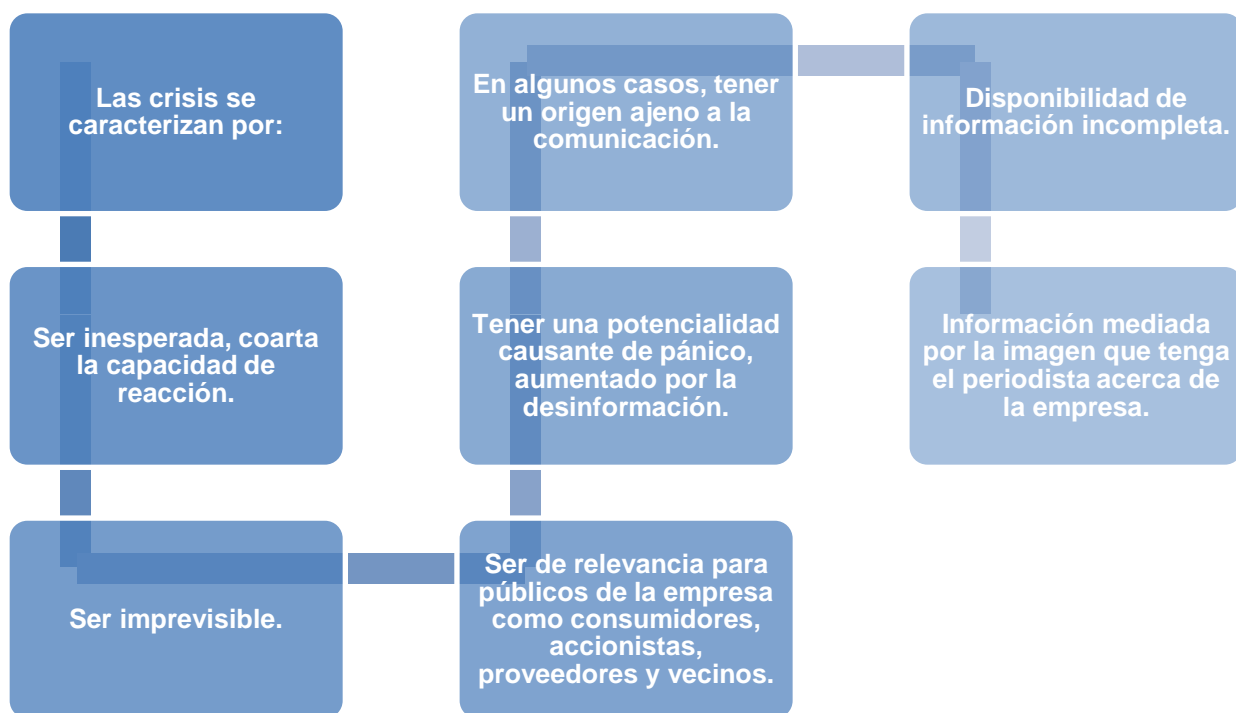 Las crisis se
caracterizan por:
Ser inesperada, coarta
la capacidad de
reacción.
Ser imprevisible.
Ser de relevancia para
públicos de la empresa
como consumidores,
accionistas,
proveedores y vecinos.
Tener una potencialidad
causante de pánico,
aumentado por la
desinformación.
En algunos casos, tener
un origen ajeno a la
comunicación.
Disponibilidad de
información incompleta.
Información mediada
por la imagen que tenga
el periodista acerca de
la empresa.